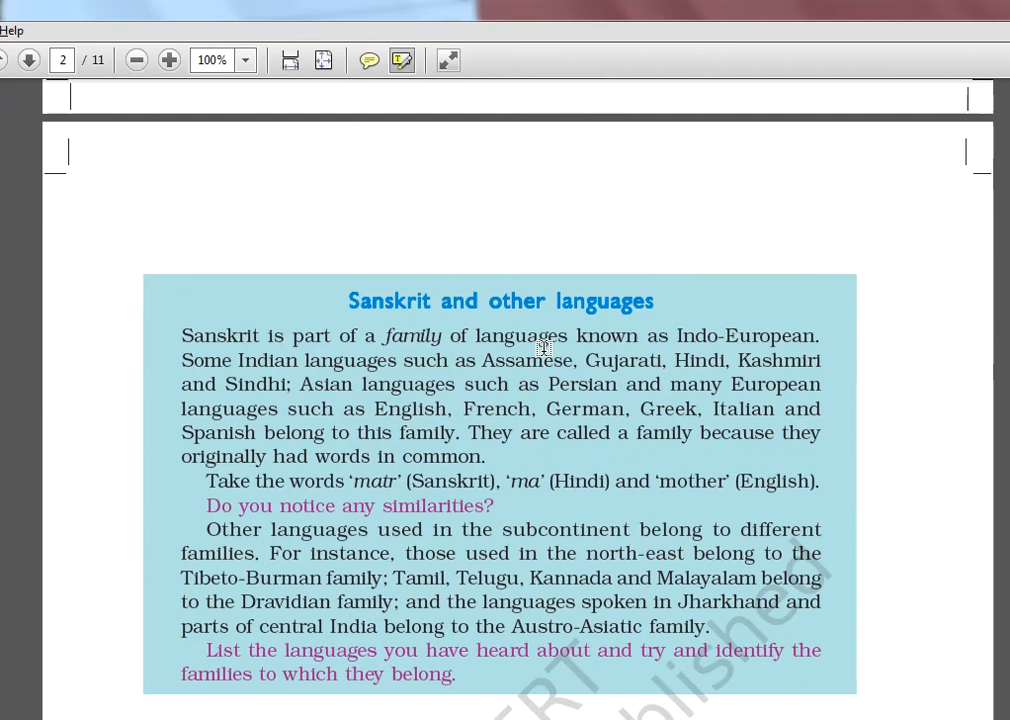 Help
2 / 11 100%
Sanskrit and other languages
Sanskrit is part of a family of languages known as Indo-European.
Some Indian languages such as Assamese, Gujarati, Hindi, Kashmiri
and Sindhi; Asian languages such as Persian and many European
languages such as English, French, German, Greek, Italian and
Spanish belong to this family. They are called a family because they
originally had words in common.
Take the words ‘matr’ (Sanskrit), ‘ma’ (Hindi) and ‘mother’ (English).
Do you notice any similarities?
Other languages used in the subcontinent belong to different
families. For instance, those used in the north-east belong to the
Tibeto-Burman family; Tamil, Telugu, Kannada and Malayalam belong
to the Dravidian family; and the languages spoken in Jharkhand and
parts of central India belong to the Austro-Asiatic family.
List the languages you have heard about and try and identify the
families to which they belong.